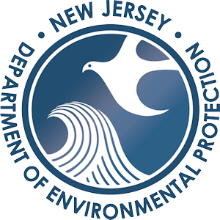 NEW JERSEY
DEPARTMENT OF ENVIRONMENTAL PROTECTION